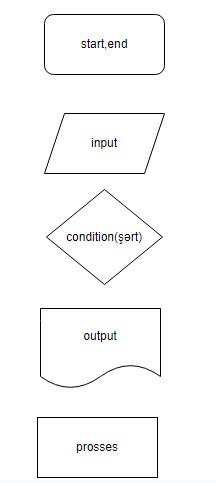 start,end
input
condition(şərt)
output
prosses